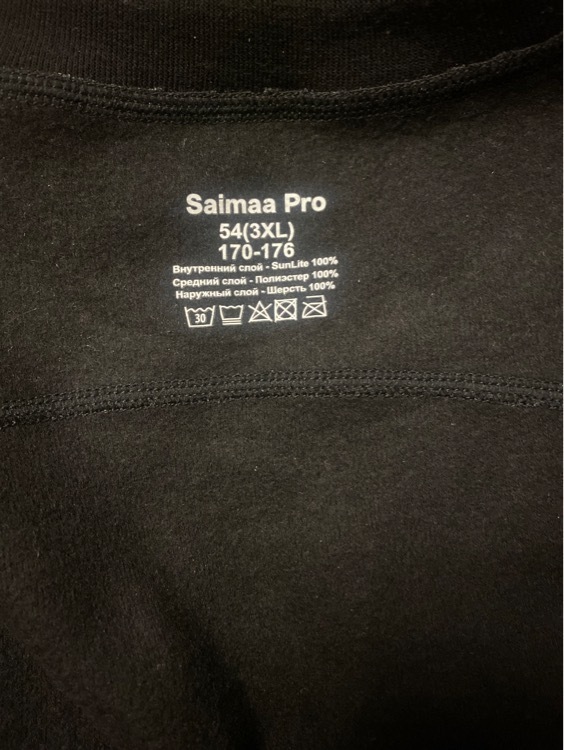 Saimaa Pro
54(3XL)
170-176
Внутренний слой - SunLite 100%
Средний слой - Полиэстер 100%
Наружный слой - Шерсть 100%
30